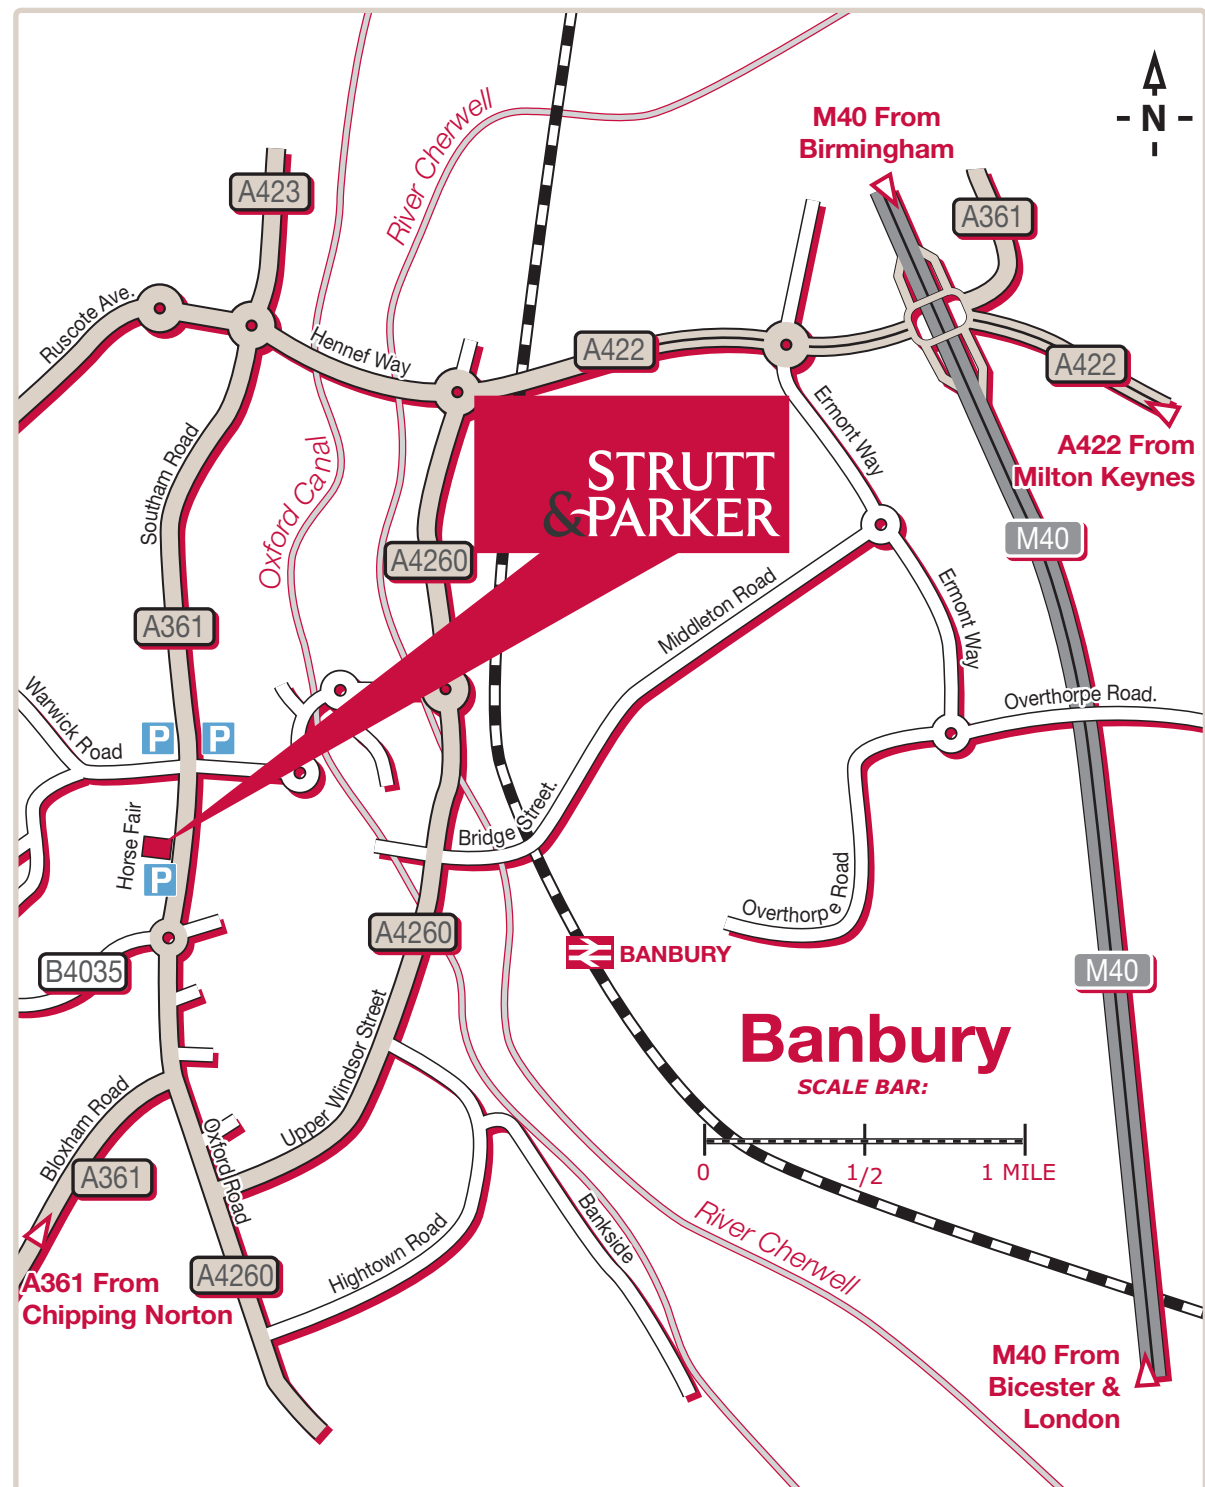 N
M40 From
Birmingham
River Cherwell
A423
A361
Ruscote Ave.
Hennef Way
A422
A422
A422 From
Milton Keynes
Ermont Way
Southam Road
Oxford Canal
STRUTT
&PARKER
A4260
M40
A361
Middleton Road
Ermont Way
Warwick Road
P
P
Overthorpe Road.
Horse Fair
Bridge Street.
P
Overthorpe Road
A4260
BANBURY
B4035
M40
Upper Windsor Street
Banbury
SCALE BAR:
0
1/2
1 MILE
Bloxham Road
Oxford Road
A361
Bankside
River Cherwell
Hightown Road
A4260
A361 From
Chipping Norton
M40 From
Bicester &
London